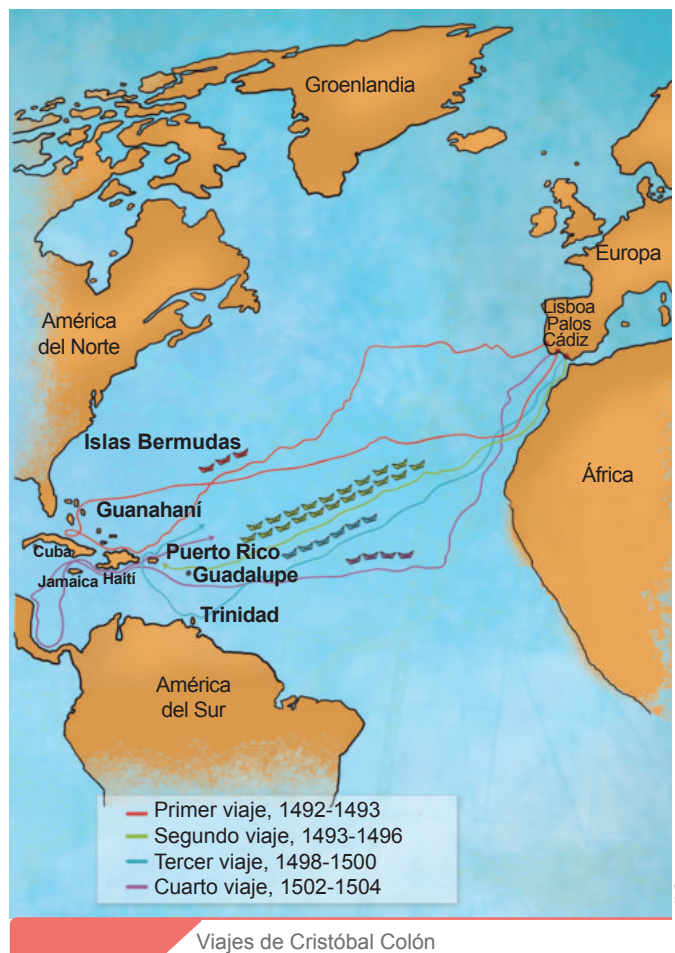 Groenlandia
Europa
Lisboa
Palos
Cádiz
América
del Norte
Islas Bermudas
África
Guanahaní
Cuba
Puerto Rico
Jamaica
Haití
Guadalupe
Trinidad
América
del Sur
Primer viaje, 1492-1493
Segundo viaje, 1493-1496
Tercer viaje, 1498-1500
Cuarto viaje, 1502-1504
Viajes de Cristóbal Colón